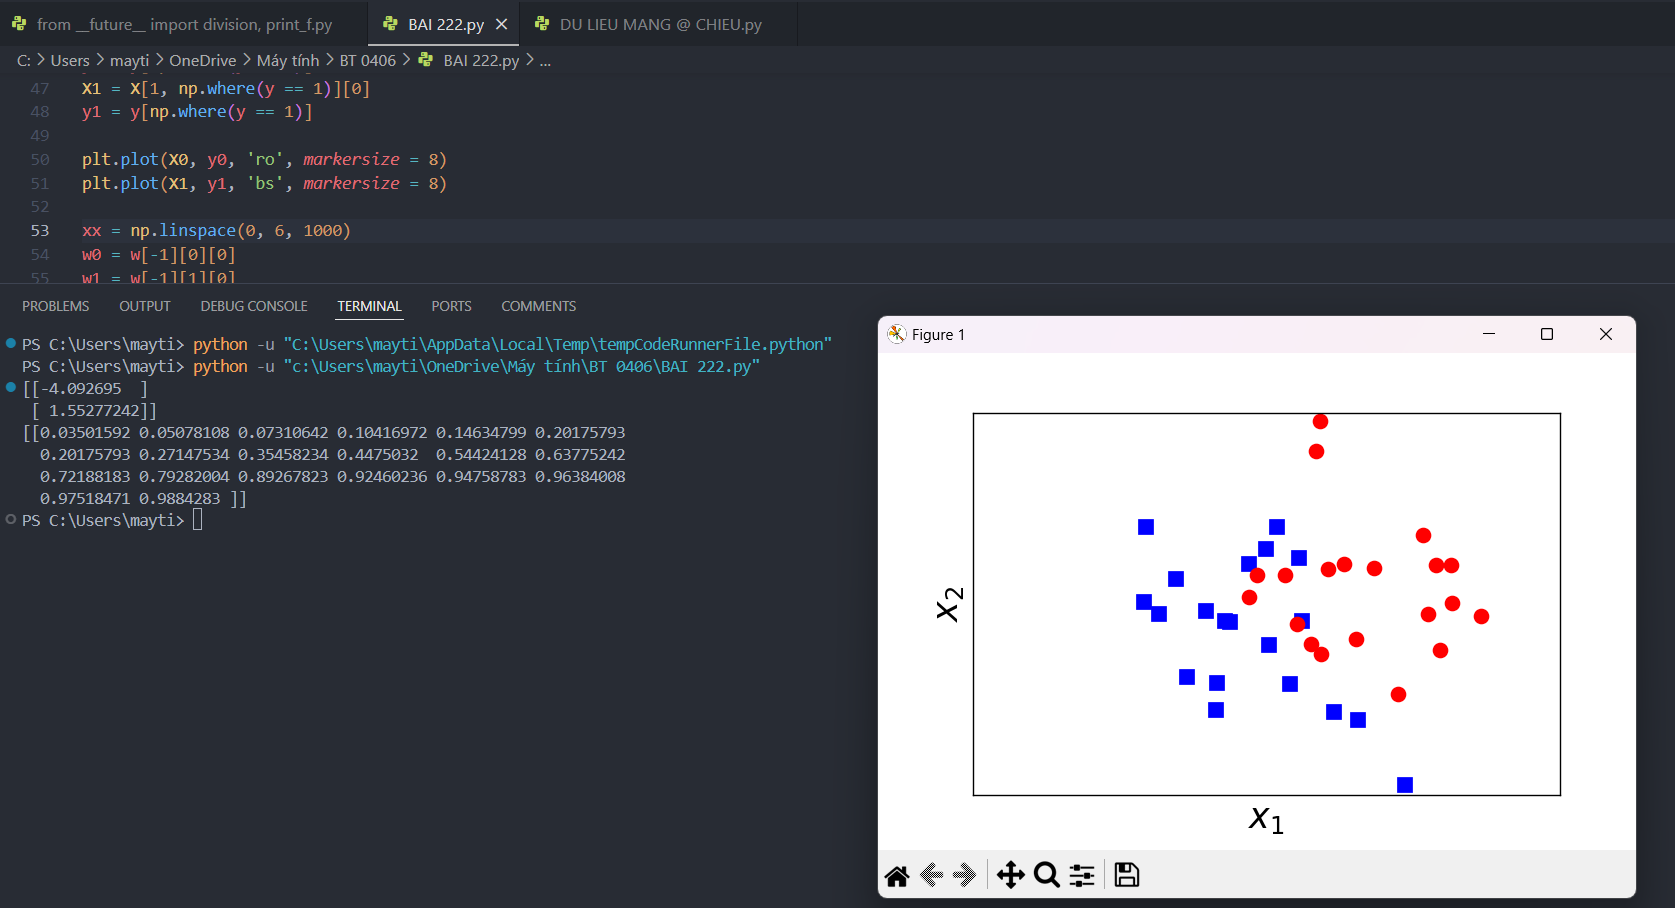 from __future__ import division, print_f.py
BAI 222.py
DU LIEU MANG @ CHIEU.py
C: > Users > mayti > OneDrive > Máy tính > BT 0406 > BAI 222.py > ...
47 X1 = X[1, np.where(y == 1)][0]
48 y1 = y[np.where(y == 1)]
49
50 plt.plot(X0, y0, 'ro', markersize = 8)
51 plt.plot(X1, y1, 'bs', markersize = 8)
52
53 xx = np.linspace(0, 6, 1000)
54 w0 = w[-1][0][0]
55 w1 = w[-1][1][0]
PROBLEMS OUTPUT DEBUG CONSOLE TERMINAL PORTS COMMENTS
PS C:\Users\mayti> python -u "C:\Users\mayti\AppData\Local\Temp\tempCodeRunnerFile.python"
PS C:\Users\mayti> python -u "c:\Users\mayti\OneDrive\Máy tính\BT 0406\BAI 222.py"
[[-4.092695  ]
 [ 1.55277242]]
[[0.03501592 0.05078108 0.07310642 0.10416972 0.14634799 0.20175793
  0.20175793 0.27147534 0.35458234 0.4475032  0.54424128 0.63775242
  0.72188183 0.79282004 0.89267823 0.92460236 0.94758783 0.96384008
  0.97518471 0.9884283 ]]
PS C:\Users\mayti>
Figure 1
x2
x1